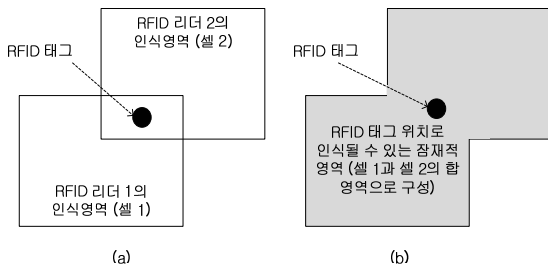 RFID 리더 2의
인식영역 (셀 2)
RFID 태그
RFID 리더 1의
인식영역 (셀 1)
(a)
RFID 태그
RFID 태그 위치로
인식될 수 있는 잠재적
영역 (셀 1과 셀 2의 합
영역으로 구성)
(b)